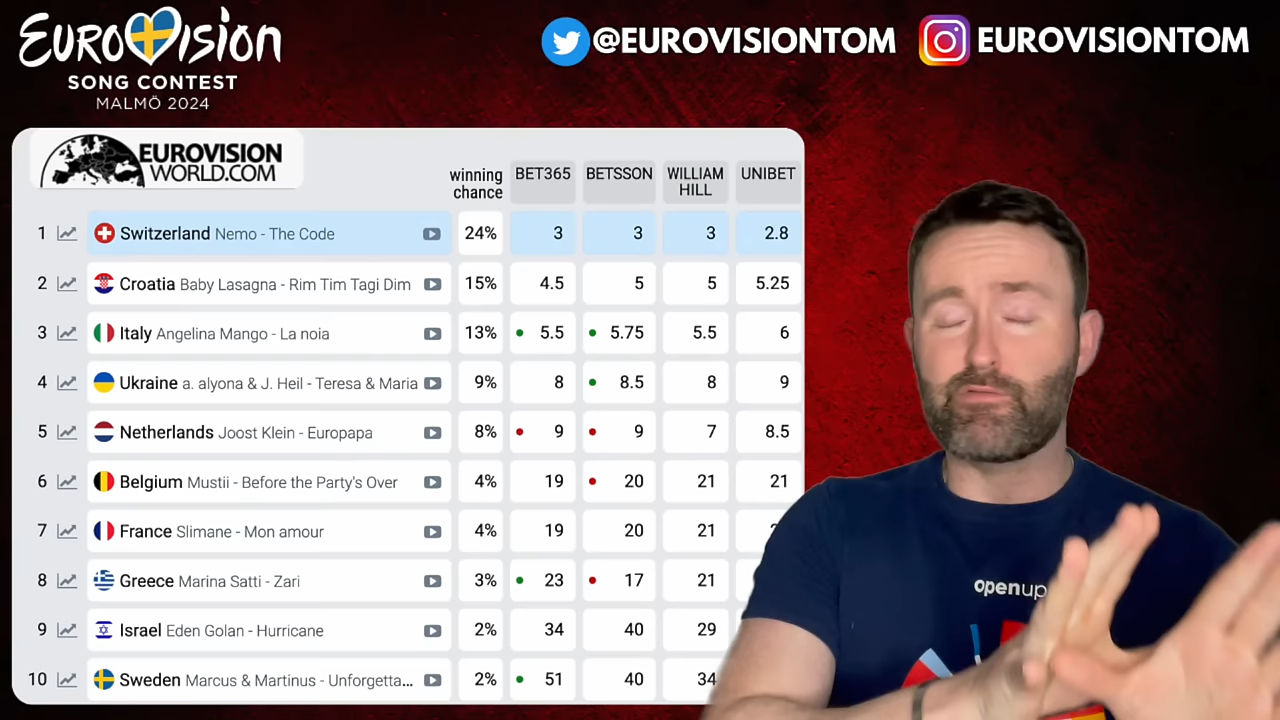 EUROVISION
SONG CONTEST
MALMÖ 2024
@EUROVISIONTOM
EUROVISIONTOM
EUROVISION
WORLD.COM
winning chance BET365 BETSSON WILLIAM HILL UNIBET
1 Switzerland Nemo - The Code 24% 3 3 3 2.8
2 Croatia Baby Lasagna - Rim Tim Tagi Dim 15% 4.5 5 5 5.25
3 Italy Angelina Mango - La noia 13% 5.5 5.75 5.5 6
4 Ukraine a. alyona & J. Heil - Teresa & Maria 9% 8 8.5 8 9
5 Netherlands Joost Klein - Europapa 8% 9 9 7 8.5
6 Belgium Mustii - Before the Party's Over 4% 19 20 21 21
7 France Slimane - Mon amour 4% 19 20 21
8 Greece Marina Satti - Zari 3% 23 17 21
9 Israel Eden Golan - Hurricane 2% 34 40 29
10 Sweden Marcus & Martinus - Unforgetta... 2% 51 40 34
openup